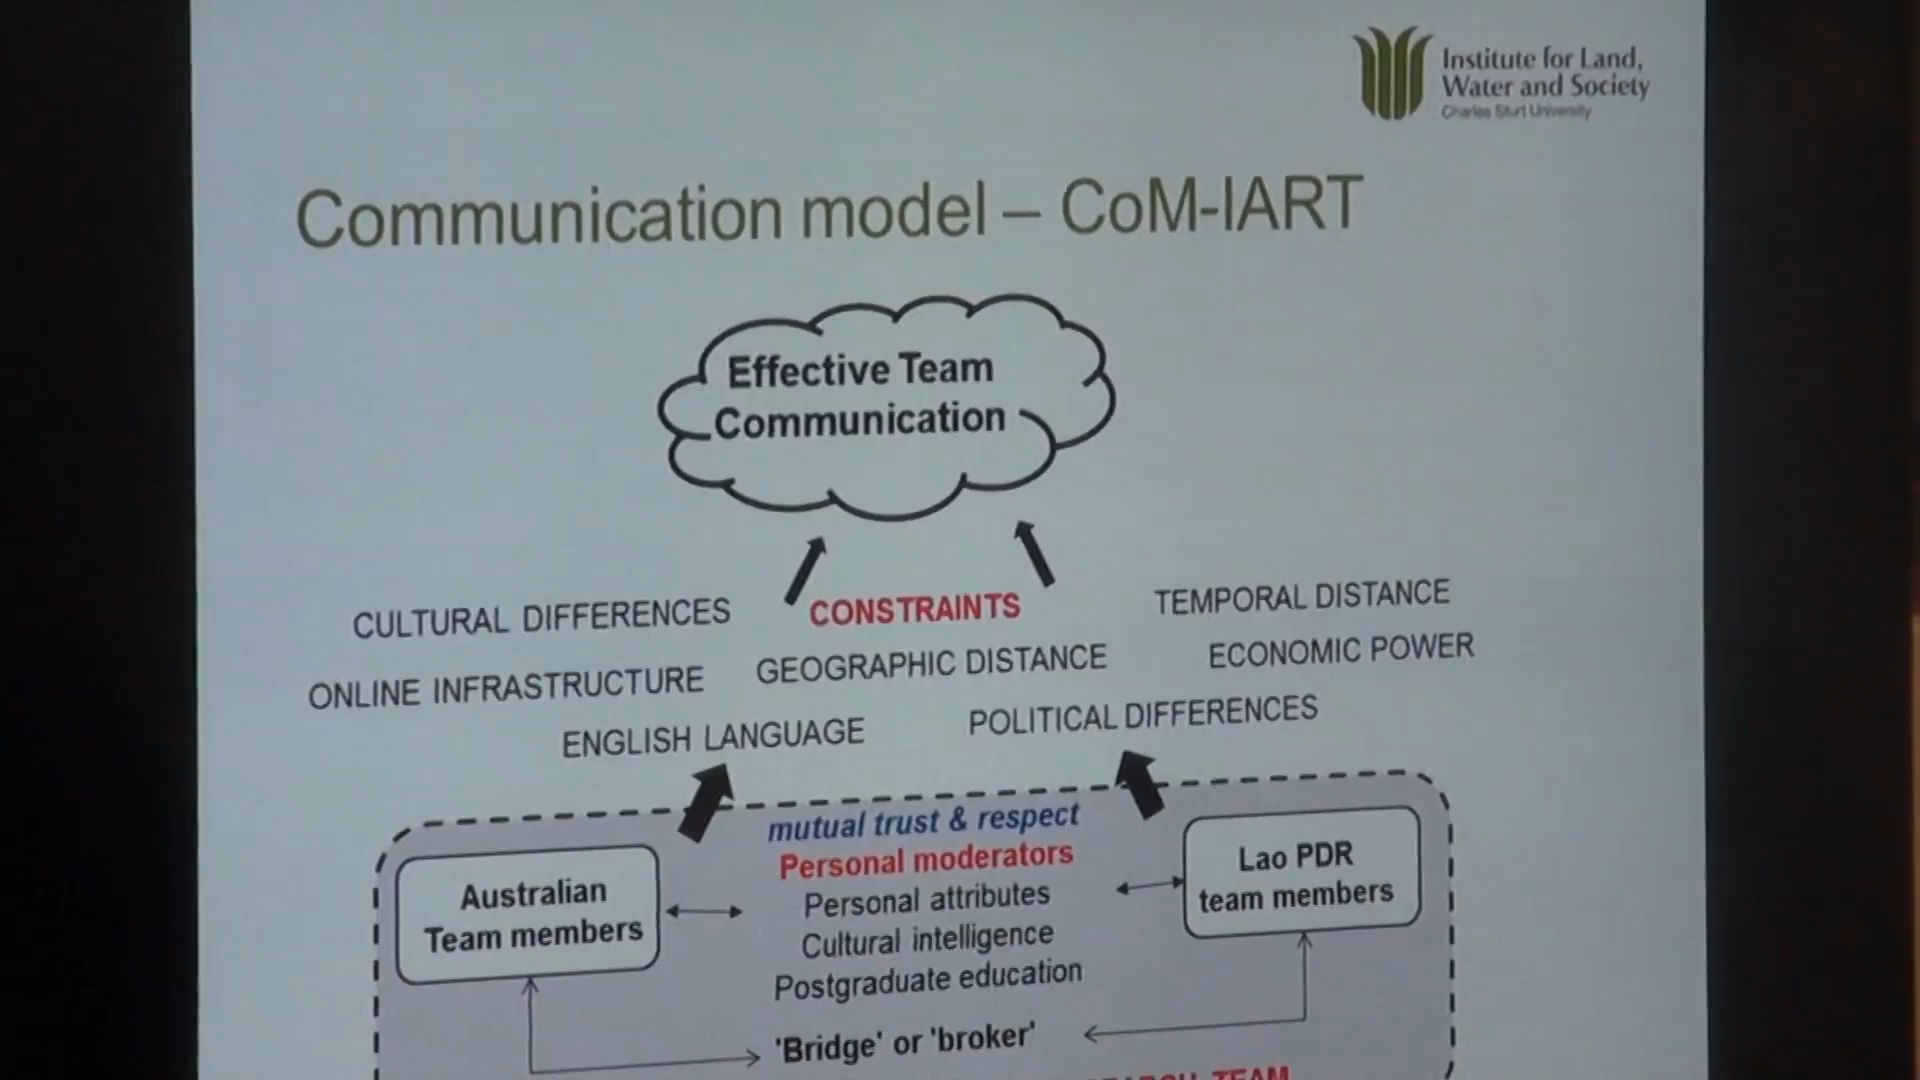 Institute for Land,
Water and Society
Charles Sturt University
Communication model – CoM-IART
Effective Team
Communication
CULTURAL DIFFERENCES
CONSTRAINTS
TEMPORAL DISTANCE
ONLINE INFRASTRUCTURE
GEOGRAPHIC DISTANCE
ECONOMIC POWER
ENGLISH LANGUAGE
POLITICAL DIFFERENCES
mutual trust & respect
Personal moderators
Australian
Team members
Personal attributes
Cultural intelligence
Postgraduate education
Lao PDR
team members
'Bridge' or 'broker'
TEAM